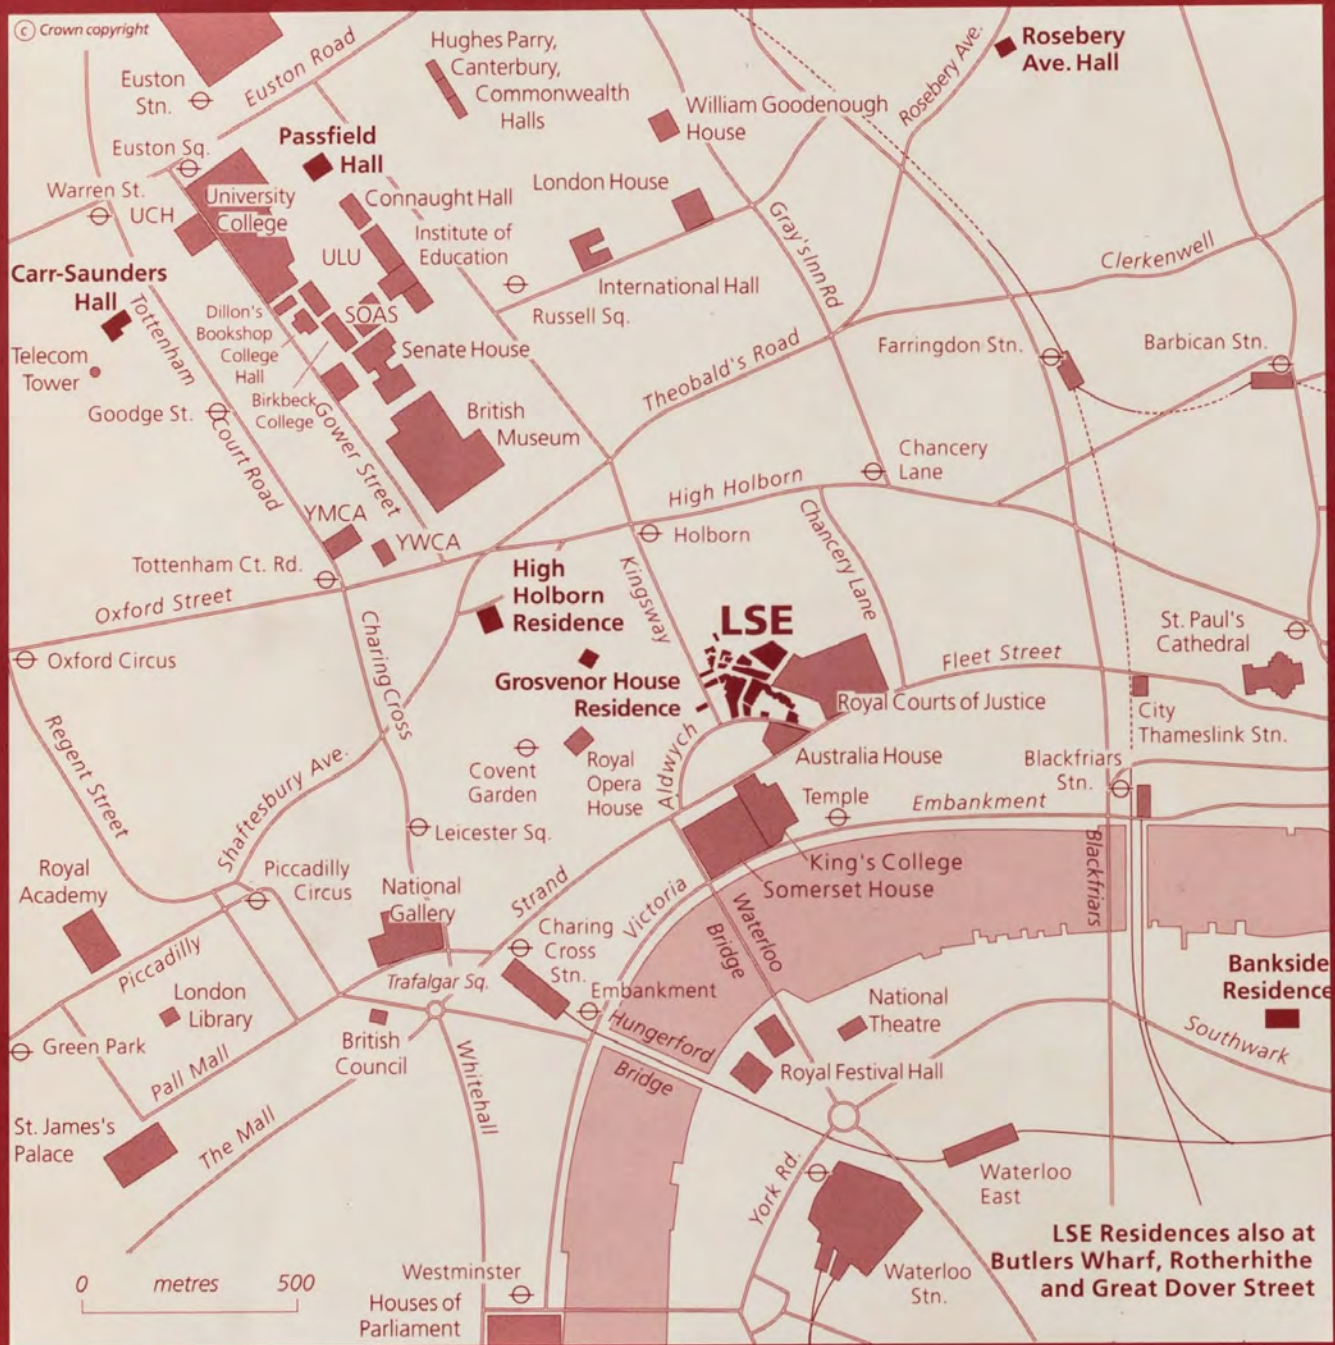 © Crown copyright
Euston
Stn.
Euston Road
Hughes Parry,
Canterbury,
Commonwealth
Halls
Rosebery Ave.
Rosebery
Ave. Hall
William Goodenough
House
Passfield
Hall
Euston Sq.
Warren St.
UCH
University
College
Connaught Hall
London House
ULU
Institute of
Education
Gray's Inn Rd
Clerkenwell
Carr-Saunders
Hall
Tottenham
Court Road
Dillon's
Bookshop
College
Hall
SOAS
International Hall
Russell Sq.
Senate House
Theobald's Road
Farringdon Stn.
Barbican Stn.
Telecom
Tower
Goodge St.
Birkbeck
College
Gower Street
British
Museum
Chancery
Lane
High Holborn
YMCA
YWCA
Holborn
Chancery Lane
Tottenham Ct. Rd.
Oxford Street
High
Holborn
Residence
Kingsway
LSE
St. Paul's
Cathedral
Oxford Circus
Charing Cross
Grosvenor House
Residence
Fleet Street
Royal Courts of Justice
City
Thameslink Stn.
Regent Street
Shaftesbury Ave.
Covent
Garden
Royal
Opera
House
Aldwych
Australia House
Blackfriars
Stn.
Temple
Embankment
Leicester Sq.
King's College
Somerset House
Blackfriars
Royal
Academy
Piccadilly
Circus
National
Gallery
Strand
Victoria
Waterloo
Bridge
Charing
Cross
Stn.
Piccadilly
Trafalgar Sq.
Embankment
London
Library
National
Theatre
Bankside
Residence
Green Park
Pall Mall
British
Council
Hungerford
Bridge
Royal Festival Hall
Southwark
Whitehall
St. James's
Palace
The Mall
York Rd.
Waterloo
East
LSE Residences also at
Butlers Wharf, Rotherhithe
and Great Dover Street
0 metres 500
Westminster
Houses of
Parliament
Waterloo
Stn.